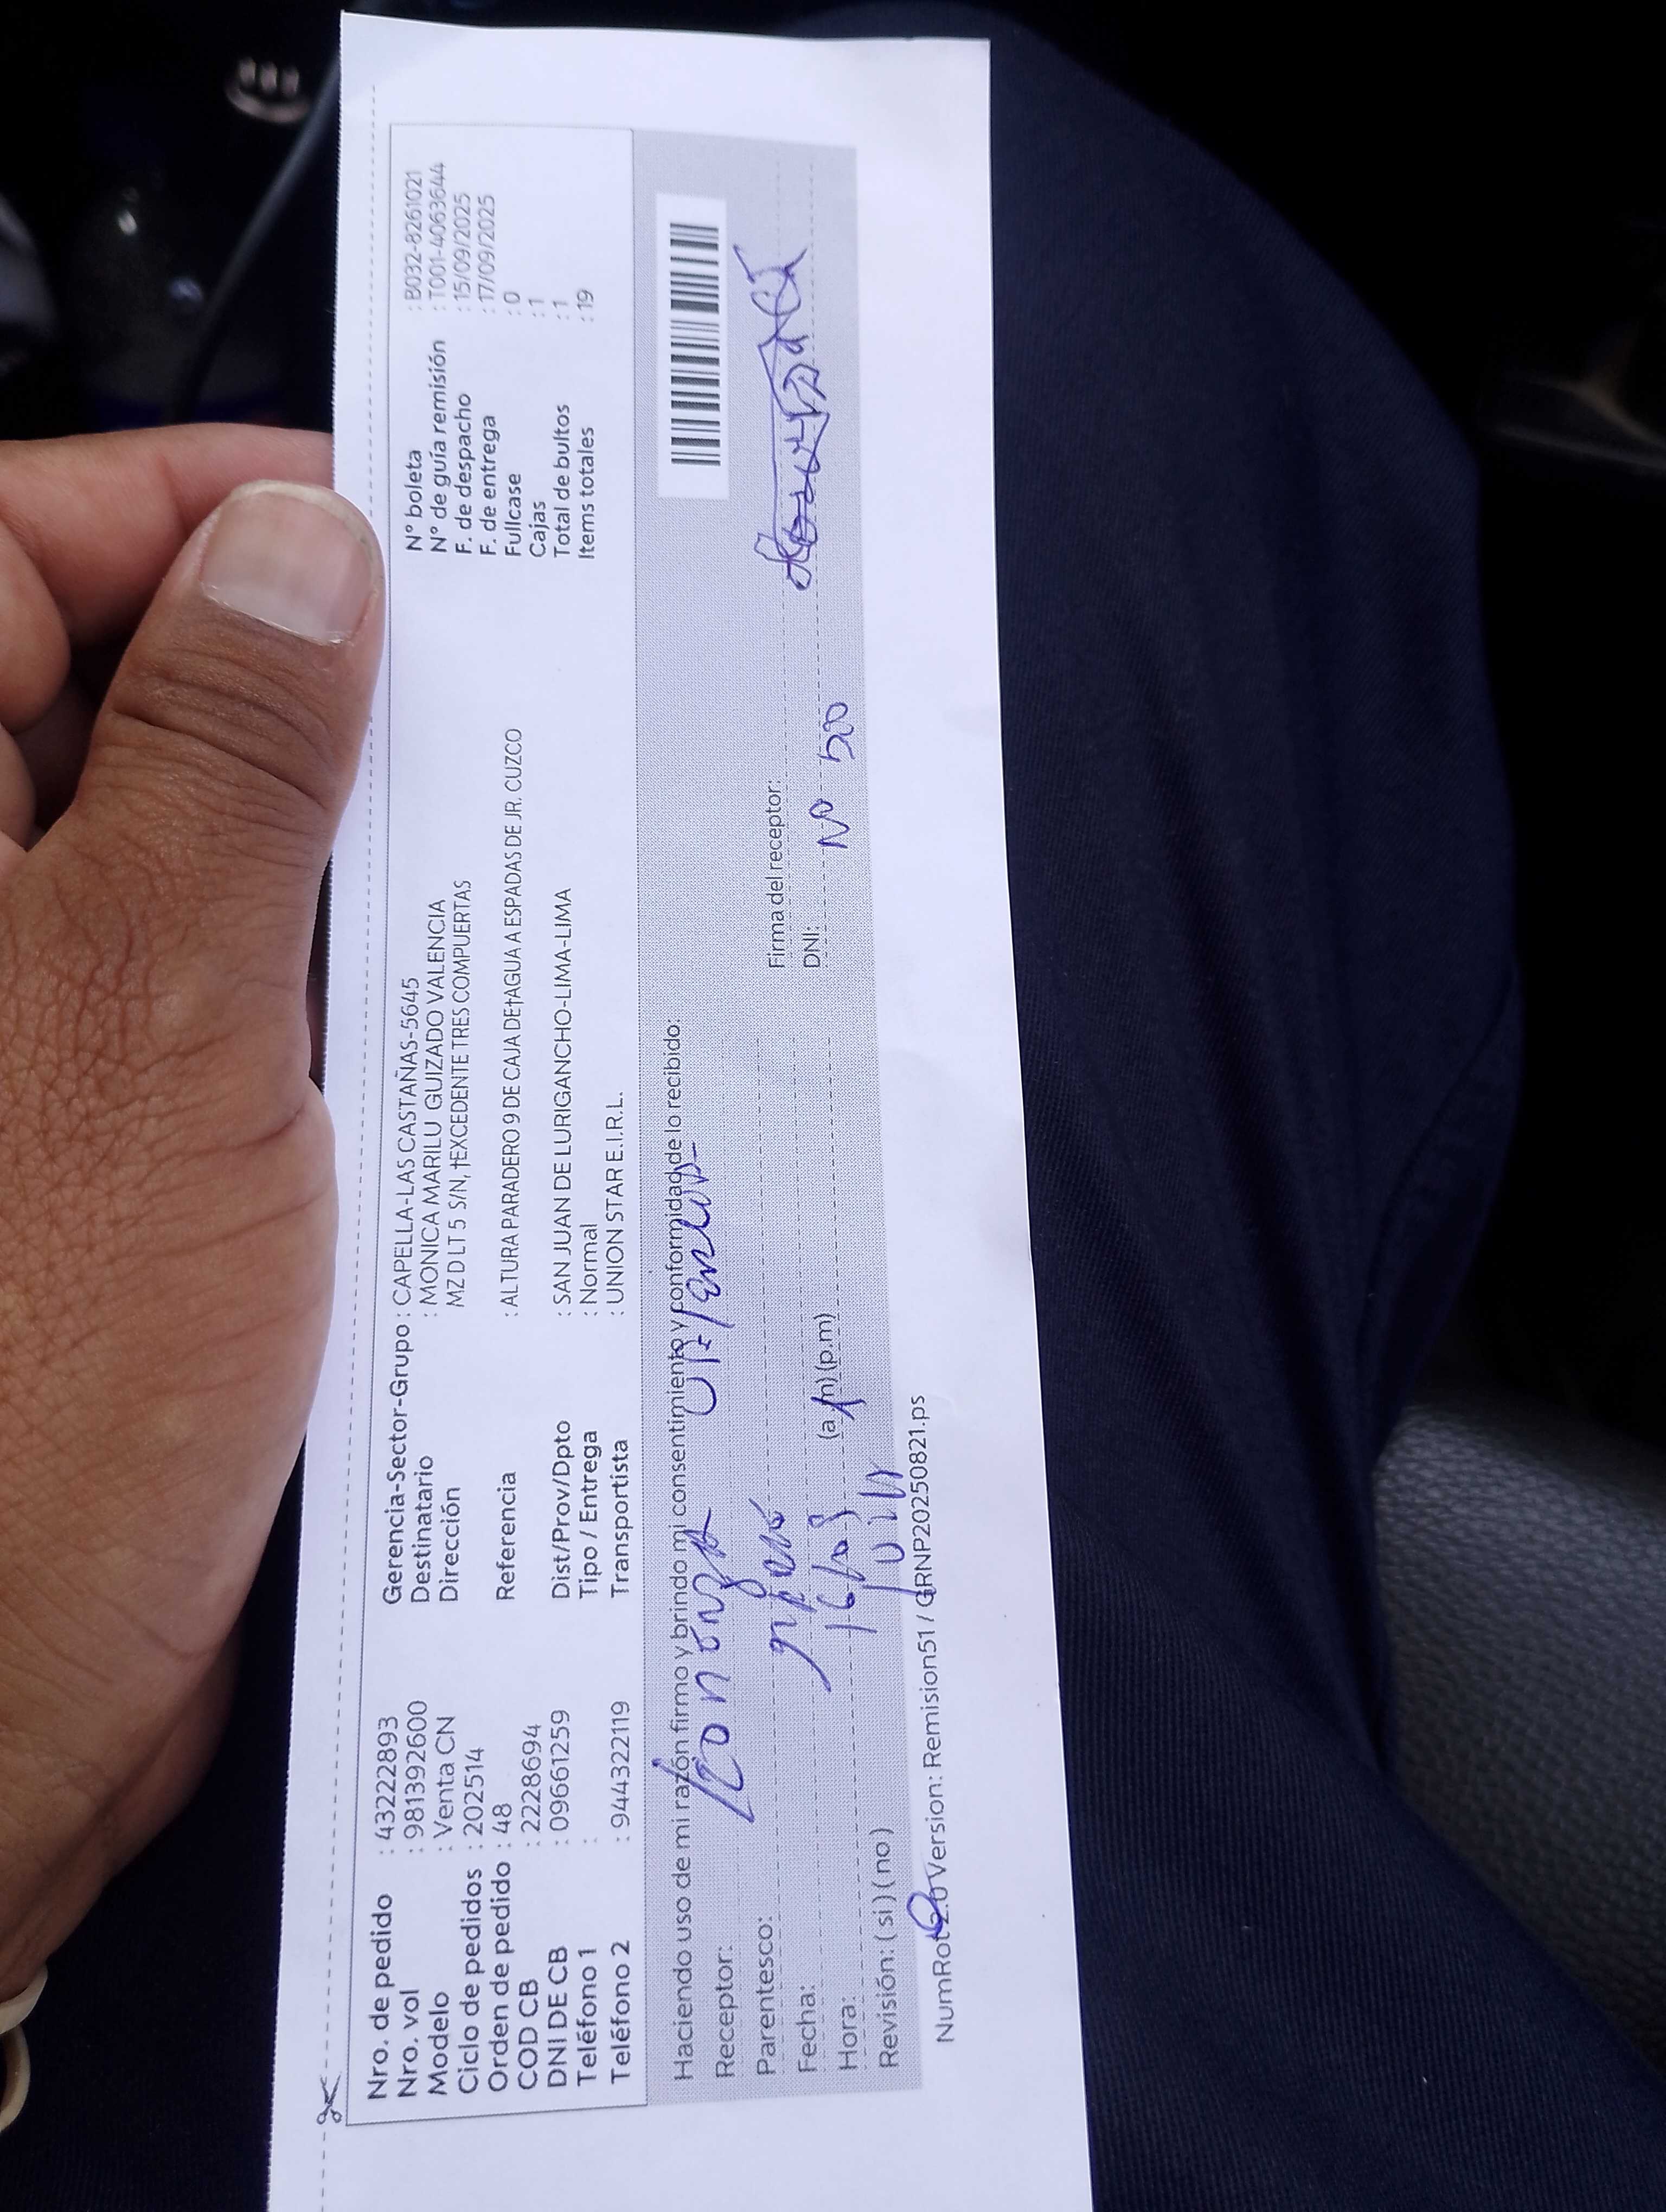 Nro. de pedido : 43222893
Nro. vol : 981392600
Modelo : Venta CN
Ciclo de pedidos : 202514
Orden de pedido : 48
COD CB : 22228694
DNI DE CB : 09661259
Teléfono 1 :
Teléfono 2 : 944322119
Gerencia-Sector-Grupo : CAPELLA-LAS CASTAÑAS-5645
Destinatario : MONICA MARILU GUIZADO VALENCIA
Dirección MZ D LT 5 S/N, †EXCEDENTE TRES COMPUERTAS
Referencia : ALTURA PARADERO 9 DE CAJA DE†AGUA A ESPADAS DE JR. CUZCO
Dist/Prov/Dpto : SAN JUAN DE LURIGANCHO-LIMA-LIMA
Tipo / Entrega : Normal
Transportista : UNION STAR E.I.R.L.
N° boleta : B032-8261021
N° de guía remisión : T001-4063644
F. de despacho : 15/09/2025
F. de entrega : 17/09/2025
Fullcase : 0
Cajas : 1
Total de bultos : 1
Items totales : 19
Haciendo uso de mi razón firmo y brindo mi consentimiento y conformidad de lo recibido:
Receptor:
Parentesco:
Fecha:
Hora: (a.m) (p.m)
Revisión: ( si ) ( no )
Firma del receptor:
DNI: NO
NumRot Version: Remision51 / GRNP20250821.ps